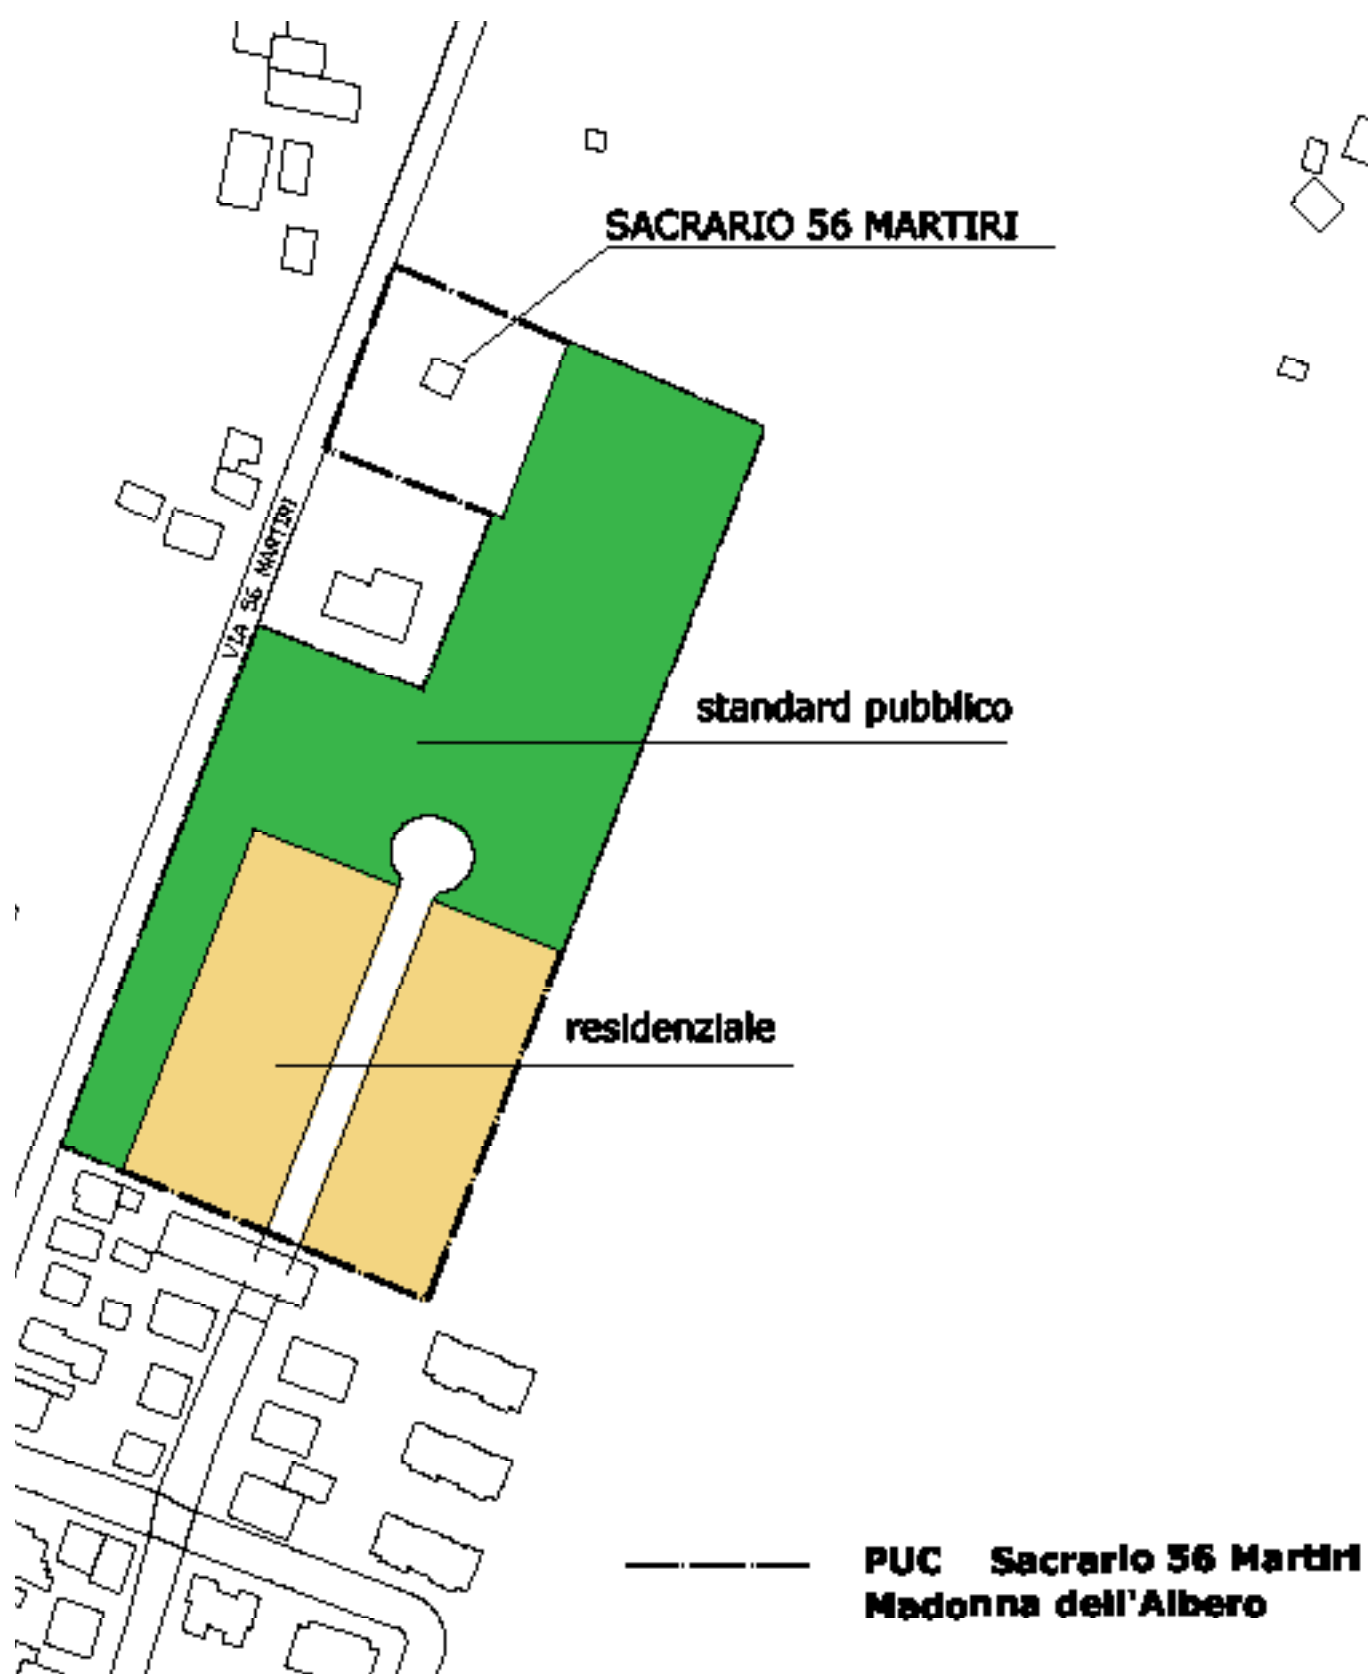 SACRARIO 56 MARTIRI
VIA 56 MARTIRI
standard pubblico
residenziale
PUC Sacrario 56 Martiri
Madonna dell'Albero